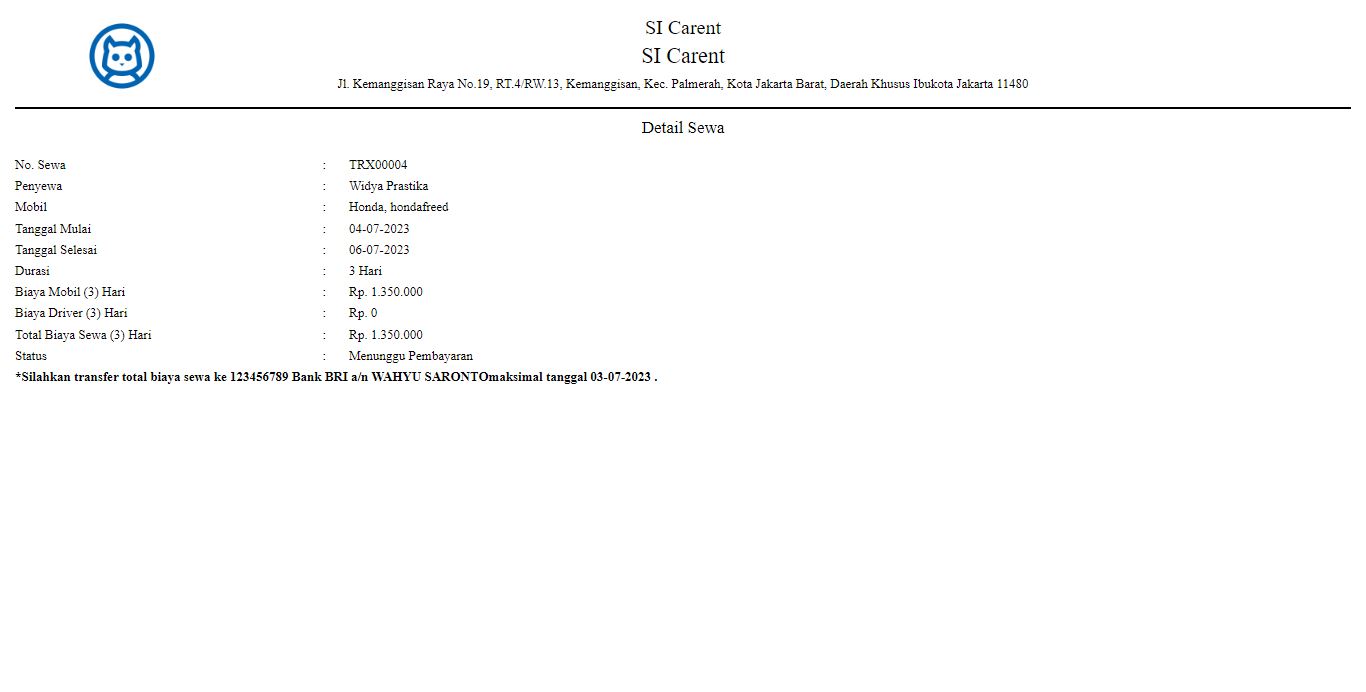 SI Carent
SI Carent
Jl. Kemanggisan Raya No.19, RT.4/RW.13, Kemanggisan, Kec. Palmerah, Kota Jakarta Barat, Daerah Khusus Ibukota Jakarta 11480
Detail Sewa
No. Sewa : TRX00004
Penyewa : Widya Prastika
Mobil : Honda, hondafreed
Tanggal Mulai : 04-07-2023
Tanggal Selesai : 06-07-2023
Durasi : 3 Hari
Biaya Mobil (3) Hari : Rp. 1.350.000
Biaya Driver (3) Hari : Rp. 0
Total Biaya Sewa (3) Hari : Rp. 1.350.000
Status : Menunggu Pembayaran
*Silahkan transfer total biaya sewa ke 123456789 Bank BRI a/n WAHYU SARONTOmaksimal tanggal 03-07-2023 .